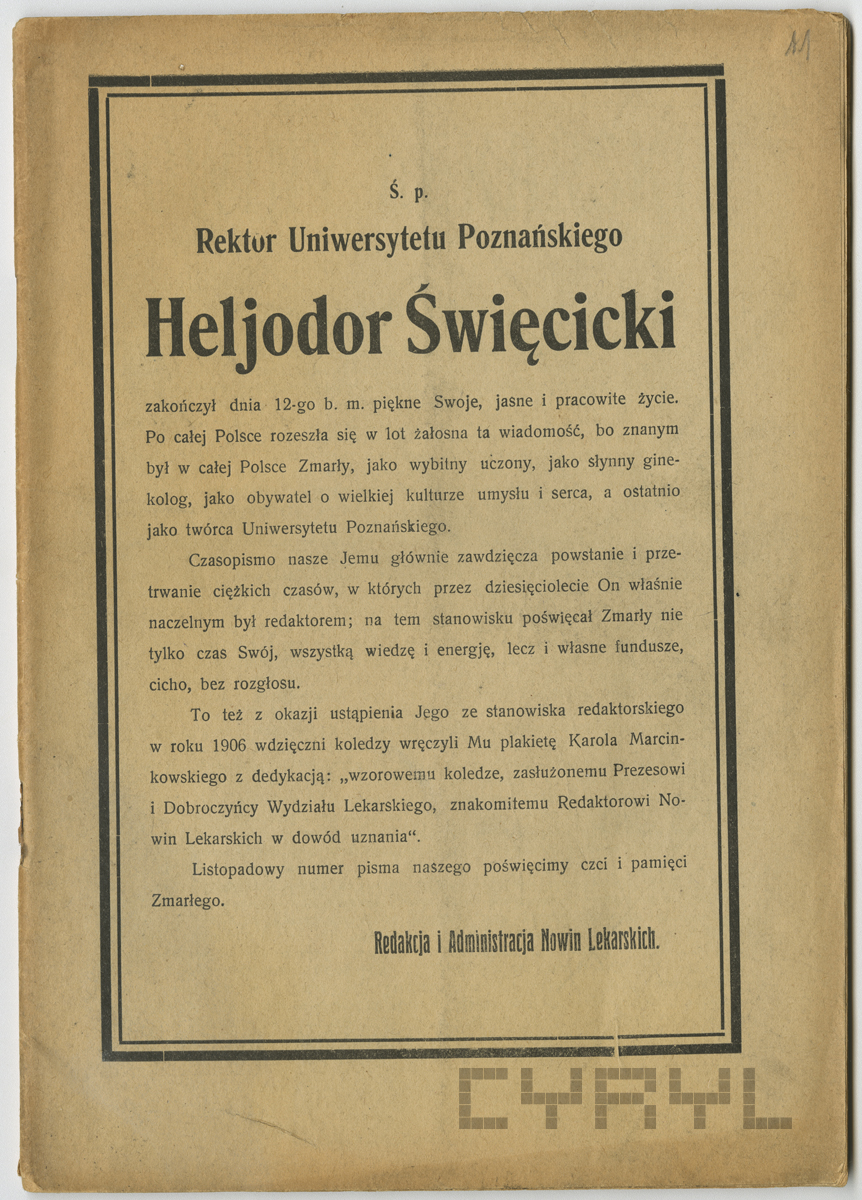 Ś. p.
Rektor Uniwersytetu Poznańskiego
Heljodor Święcicki
zakończył dnia 12-go b. m. piękne Swoje, jasne i pracowite życie.
Po całej Polsce rozeszła się w lot żałosna ta wiadomość, bo znanym
był w całej Polsce Zmarły, jako wybitny uczony, jako słynny gine-
kolog, jako obywatel o wielkiej kulturze umysłu i serca, a ostatnio
jako twórca Uniwersytetu Poznańskiego.
Czasopismo nasze Jemu głównie zawdzięcza powstanie i prze-
trwanie ciężkich czasów, w których przez dziesięciolecie On właśnie
naczelnym był redaktorem; na tem stanowisku poświęcał Zmarły nie
tylko czas Swój, wszystką wiedzę i energję, lecz i własne fundusze,
cicho, bez rozgłosu.
To też z okazji ustąpienia Jego ze stanowiska redaktorskiego
w roku 1906 wdzięczni koledzy wręczyli Mu plakietę Karola Marcin-
kowskiego z dedykacją: „wzorowemu koledze, zasłużonemu Prezesowi
i Dobroczyńcy Wydziału Lekarskiego, znakomitemu Redaktorowi No-
win Lekarskich w dowód uznania“.
Listopadowy numer pisma naszego poświęcimy czci i pamięci
Zmarłego.
Redakcja i Administracja Nowin Lekarskich.
CYRYL